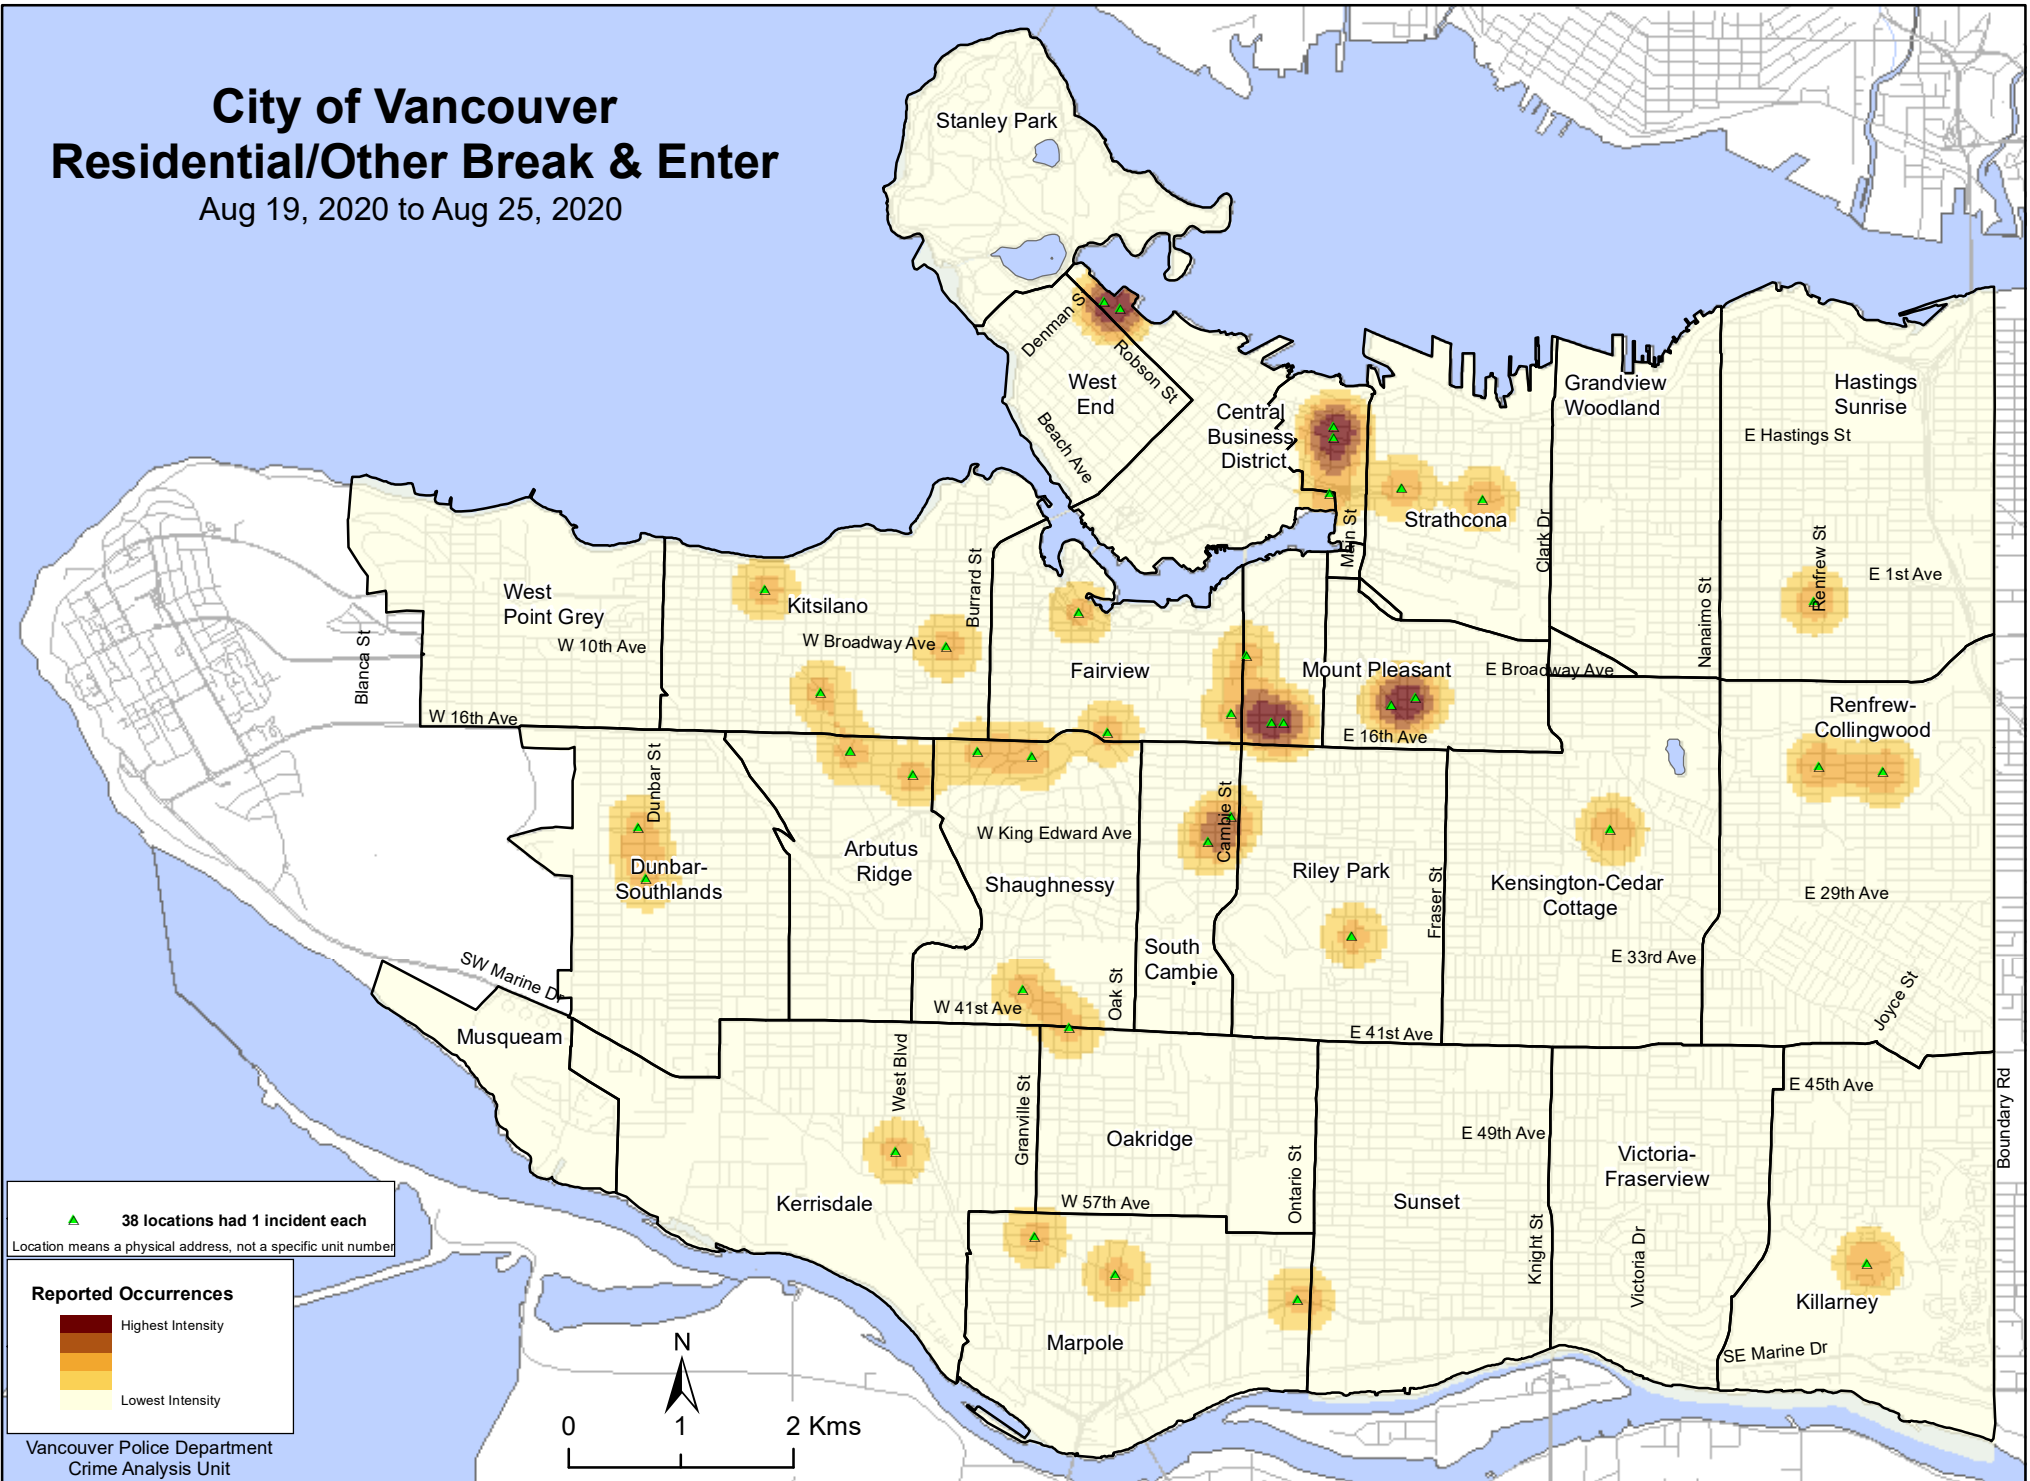 City of Vancouver
Residential/Other Break & Enter
Aug 19, 2020 to Aug 25, 2020
Stanley Park
Denman S
Robson St
West
End
Beach Ave
Central
Business
District
Grandview
Woodland
Hastings
Sunrise
E Hastings St
Strathcona
Main St
Clark Dr
Nanaimo St
Renfrew St
E 1st Ave
West
Point Grey
W 10th Ave
Blanca St
W 16th Ave
Kitsilano
W Broadway Ave
Burrard St
Fairview
Mount Pleasant
E Broadway Ave
E 16th Ave
Renfrew-
Collingwood
Dunbar St
Dunbar-
Southlands
Arbutus
Ridge
W King Edward Ave
Shaughnessy
Cambie St
Riley Park
Fraser St
Kensington-Cedar
Cottage
E 29th Ave
E 33rd Ave
South
Cambie
Oak St
W 41st Ave
E 41st Ave
Joyce St
SW Marine Dr
Musqueam
West Blvd
Granville St
Oakridge
W 57th Ave
Ontario St
E 49th Ave
Sunset
Knight St
Victoria-
Fraserview
Victoria Dr
E 45th Ave
Boundary Rd
Killarney
SE Marine Dr
Kerrisdale
Marpole
38 locations had 1 incident each
Location means a physical address, not a specific unit number
Reported Occurrences
Highest Intensity
Lowest Intensity
Vancouver Police Department
Crime Analysis Unit
N
0 1 2 Kms